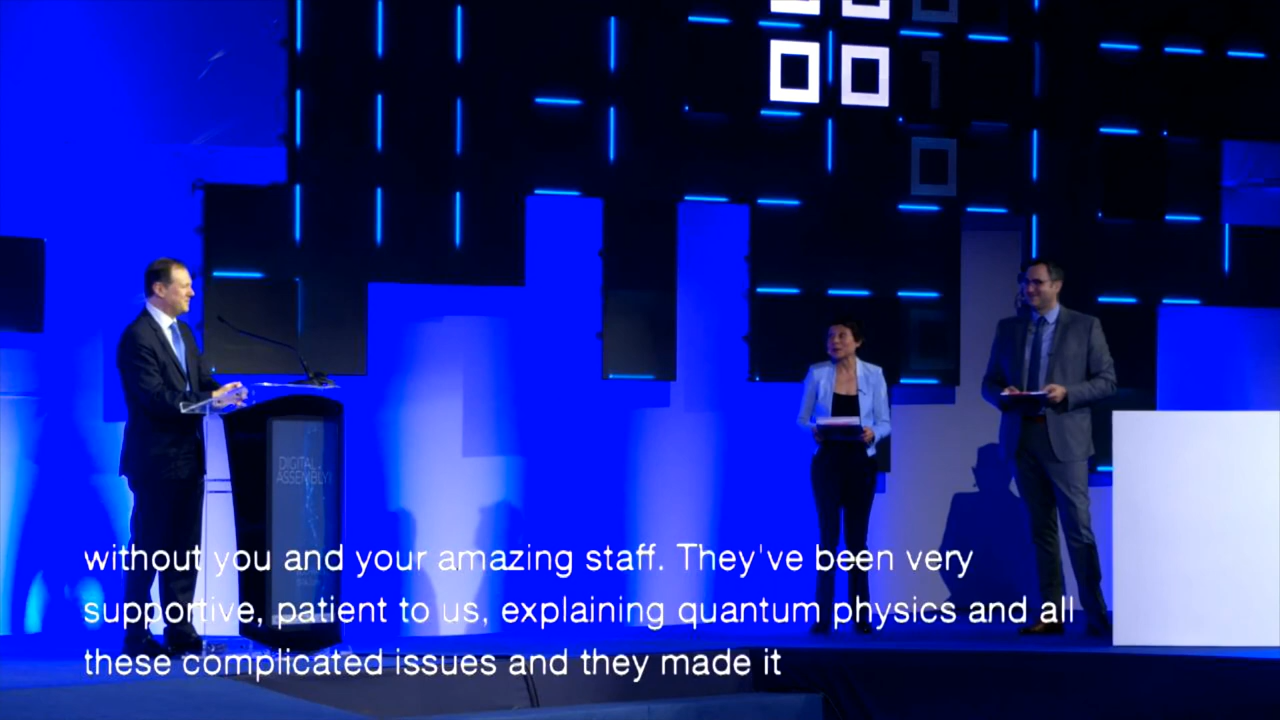 DIGITAL
ASSEMBLY
without you and your amazing staff. They've been very
supportive, patient to us, explaining quantum physics and all
these complicated issues and they made it